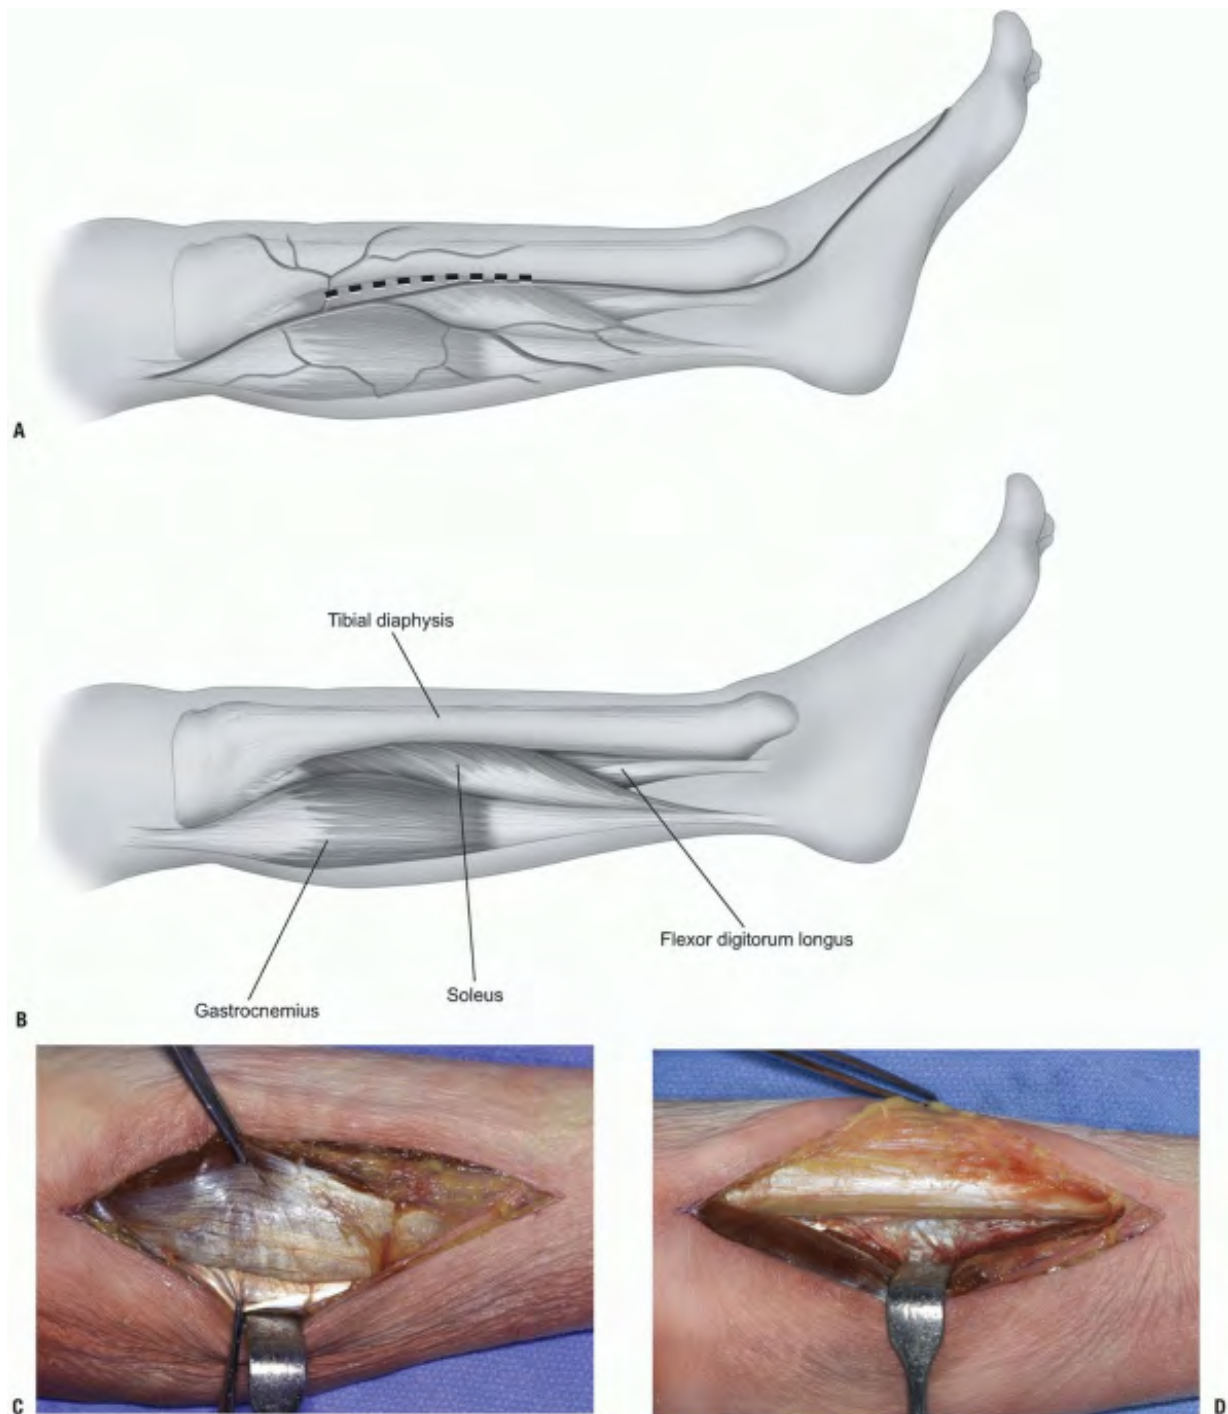 A
Tibial diaphysis
Flexor digitorum longus
Soleus
Gastrocnemius
B
C
D